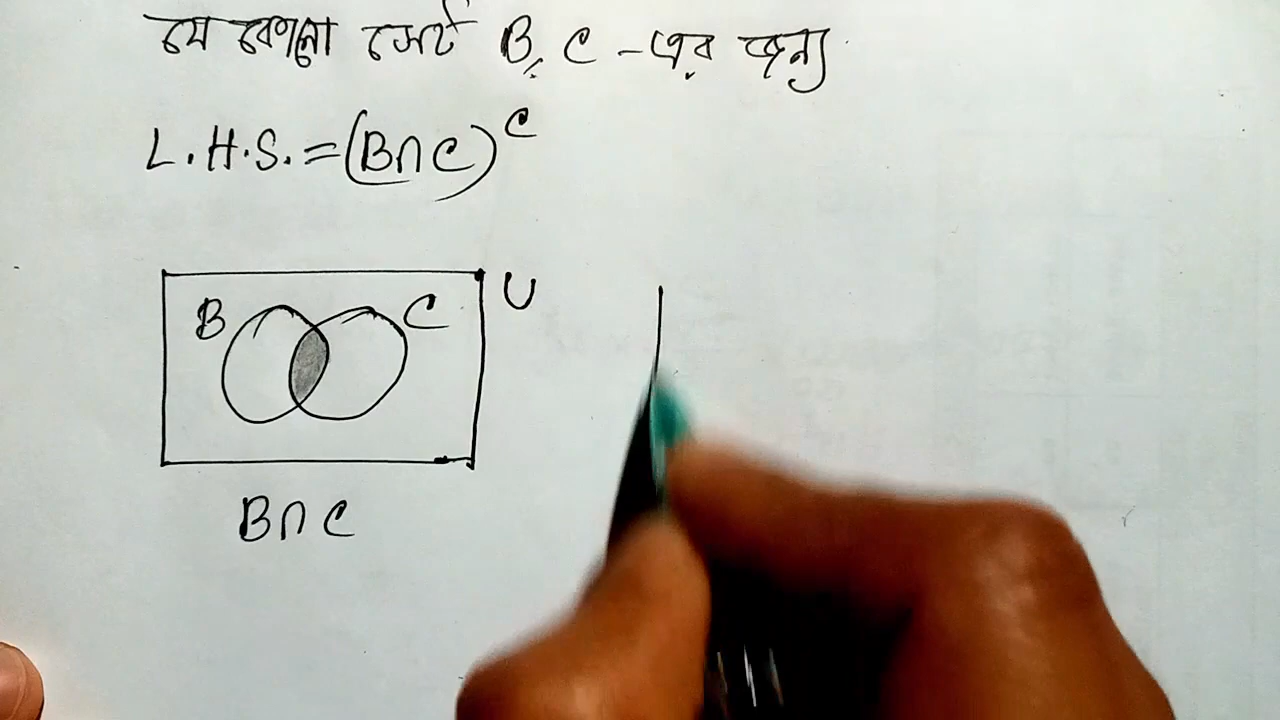 যে কোনো সেট B, C -এর জন্য
L.H.S. = (B∩C)^C
B
C
U
B∩C